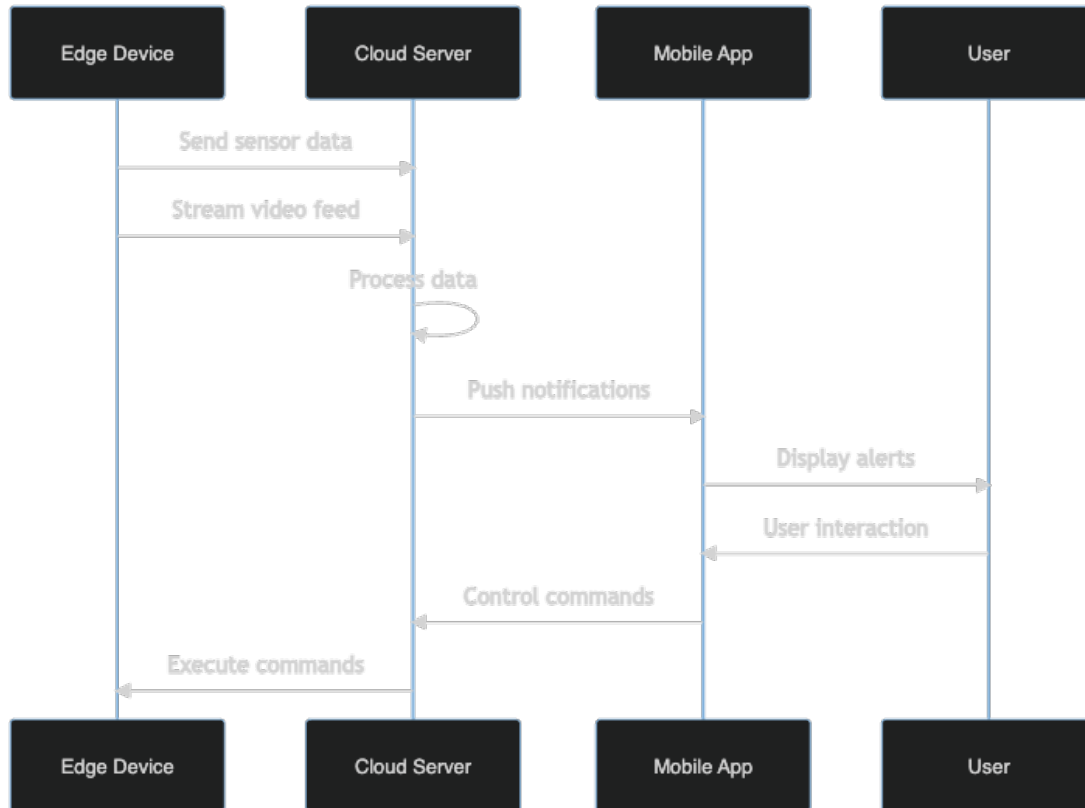 Edge Device
Cloud Server
Mobile App
User
Send sensor data
Stream video feed
Process data
Push notifications
Display alerts
User interaction
Control commands
Execute commands
Edge Device
Cloud Server
Mobile App
User